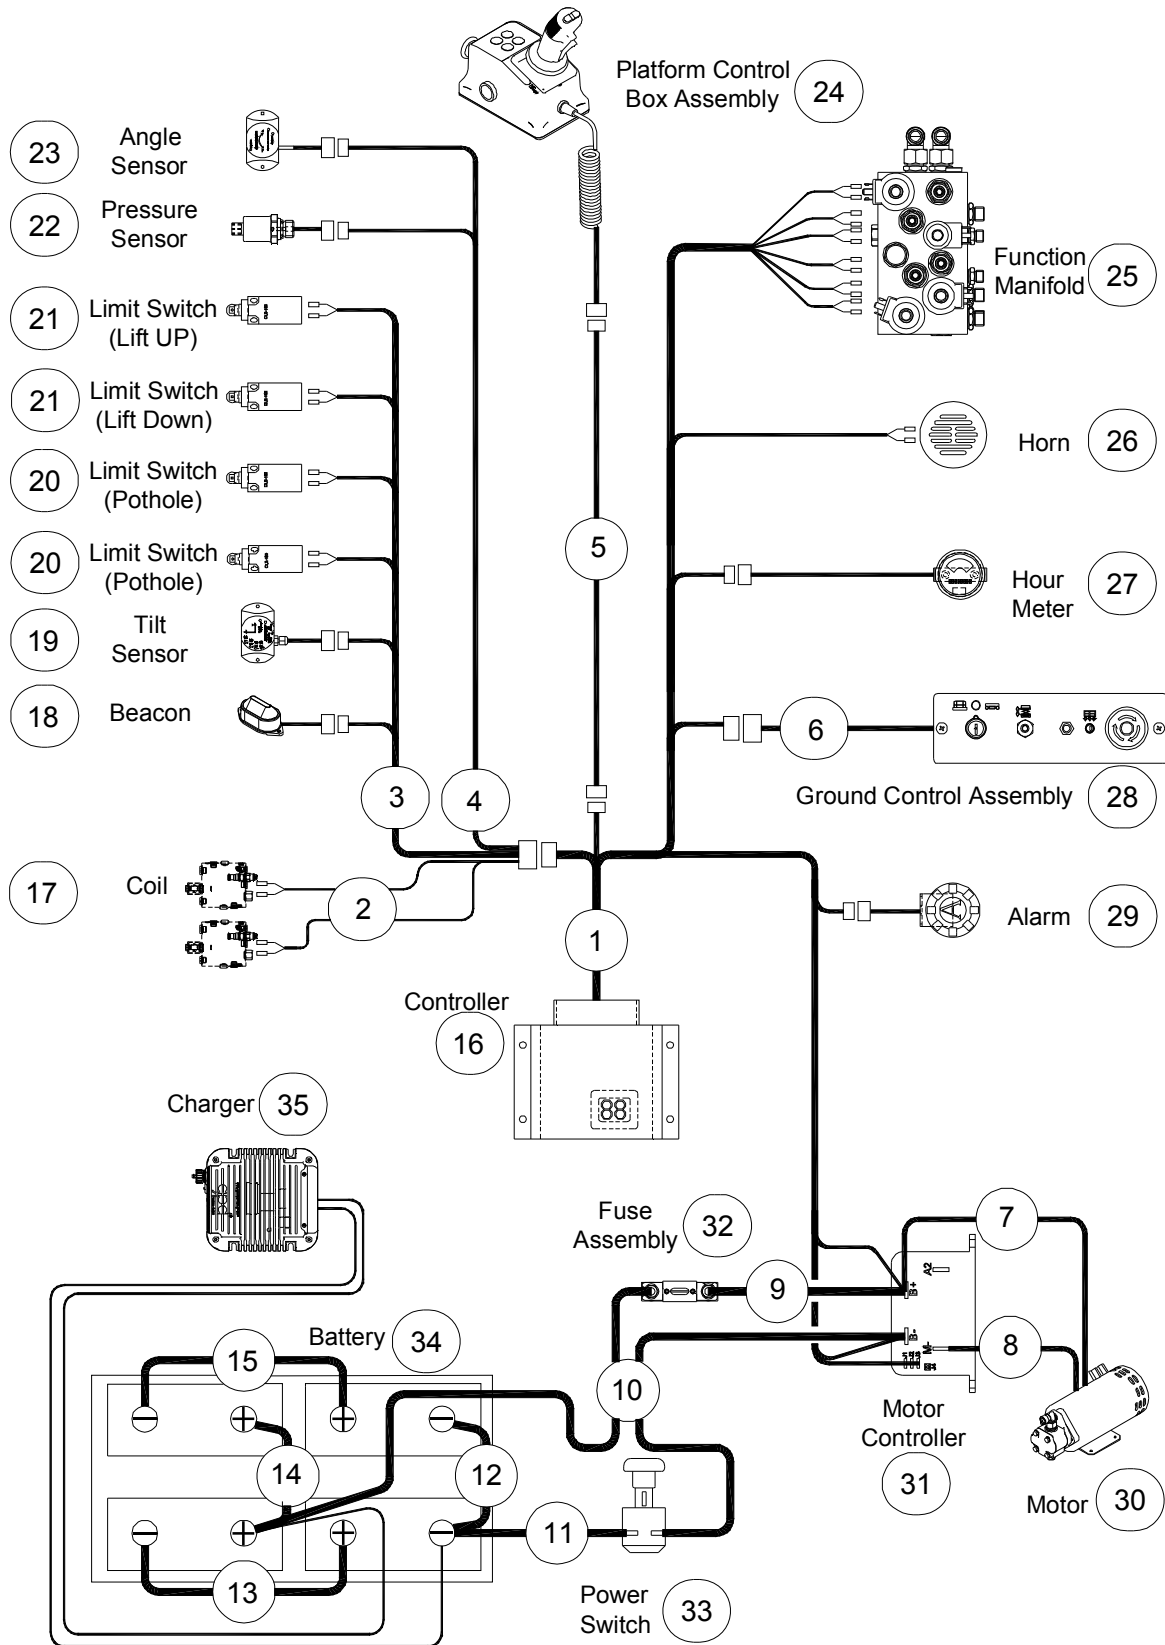 Platform Control
Box Assembly
24
23
Angle
Sensor
22
Pressure
Sensor
Function
Manifold
25
21
Limit Switch
(Lift UP)
21
Limit Switch
(Lift Down)
Horn
26
20
Limit Switch
(Pothole)
5
20
Limit Switch
(Pothole)
Hour
Meter
27
19
Tilt
Sensor
18
Beacon
6
3
4
Ground Control Assembly
28
17
Coil
2
1
Alarm
29
Controller
16
88
Charger
35
Fuse
Assembly
32
7
A2
B+
9
B-
M-
8
Battery
34
15
10
Motor
Controller
31
14
12
Motor
30
11
13
Power
Switch
33